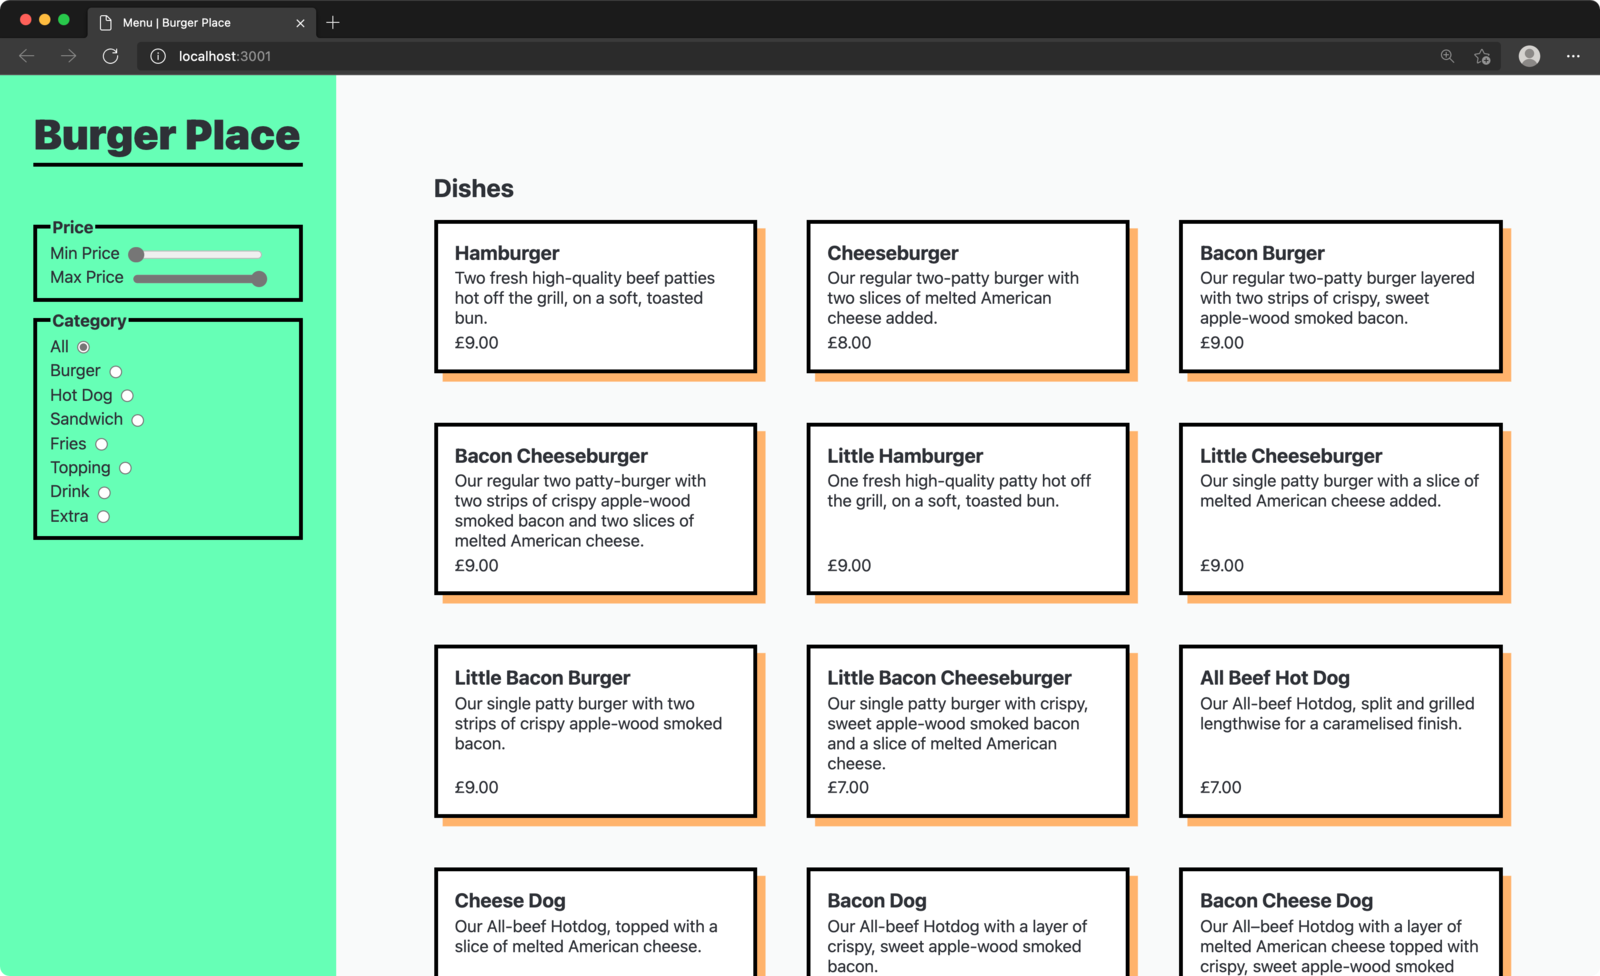 Menu | Burger Place
localhost:3001
Burger Place
Price
Min Price
Max Price
Category
All
Burger
Hot Dog
Sandwich
Fries
Topping
Drink
Extra
Dishes
Hamburger
Two fresh high-quality beef patties
hot off the grill, on a soft, toasted
bun.
£9.00
Cheeseburger
Our regular two-patty burger with
two slices of melted American
cheese added.
£8.00
Bacon Burger
Our regular two-patty burger layered
with two strips of crispy, sweet
apple-wood smoked bacon.
£9.00
Bacon Cheeseburger
Our regular two patty-burger with
two strips of crispy apple-wood
smoked bacon and two slices of
melted American cheese.
£9.00
Little Hamburger
One fresh high-quality patty hot off
the grill, on a soft, toasted bun.
£9.00
Little Cheeseburger
Our single patty burger with a slice of
melted American cheese added.
£9.00
Little Bacon Burger
Our single patty burger with two
strips of crispy apple-wood smoked
bacon.
£9.00
Little Bacon Cheeseburger
Our single patty burger with crispy,
sweet apple-wood smoked bacon
and a slice of melted American
cheese.
£7.00
All Beef Hot Dog
Our All-beef Hotdog, split and grilled
lengthwise for a caramelised finish.
£7.00
Cheese Dog
Our All-beef Hotdog, topped with a
slice of melted American cheese.
Bacon Dog
Our All-beef Hotdog with a layer of
crispy, sweet apple-wood smoked
bacon.
Bacon Cheese Dog
Our All–beef Hotdog with a layer of
melted American cheese topped with
crispy, sweet apple-wood smoked